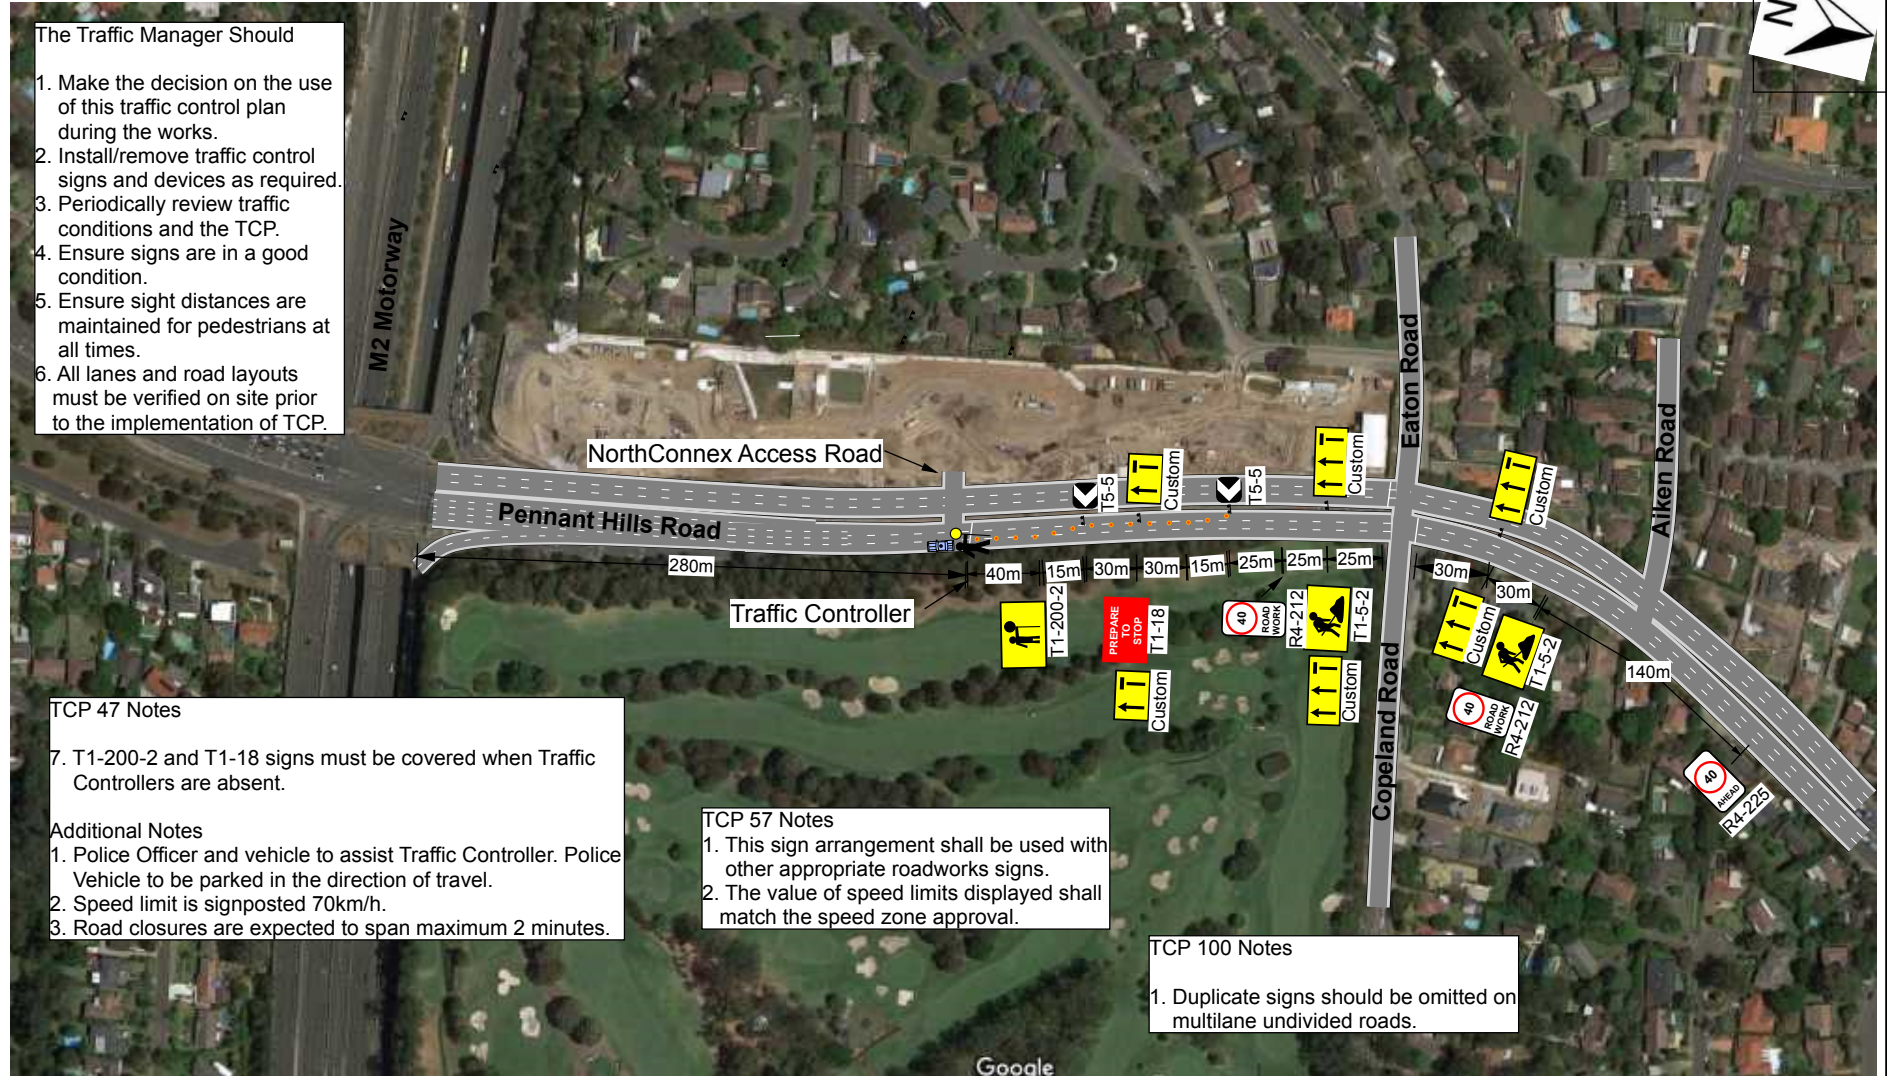 The Traffic Manager Should
1. Make the decision on the use
of this traffic control plan
during the works.
2. Install/remove traffic control
signs and devices as required.
3. Periodically review traffic
conditions and the TCP.
4. Ensure signs are in a good
condition.
5. Ensure sight distances are
maintained for pedestrians at
all times.
6. All lanes and road layouts
must be verified on site prior
to the implementation of TCP.
N
M2 Motorway
Eaton Road
Aiken Road
NorthConnex Access Road
Pennant Hills Road
T5-5
Custom
T5-5
Custom
Custom
280m
40m
15m
30m
30m
15m
25m
25m
25m
30m
30m
140m
Traffic Controller
T1-200-2
PREPARE
TO
STOP
T1-18
Custom
40
ROAD
WORK
R4-212
T1-5-2
Custom
Copeland Road
Custom
T1-5-2
40
ROAD
WORK
R4-212
40
AHEAD
R4-225
TCP 47 Notes
7. T1-200-2 and T1-18 signs must be covered when Traffic
Controllers are absent.
Additional Notes
1. Police Officer and vehicle to assist Traffic Controller. Police
Vehicle to be parked in the direction of travel.
2. Speed limit is signposted 70km/h.
3. Road closures are expected to span maximum 2 minutes.
TCP 57 Notes
1. This sign arrangement shall be used with
other appropriate roadworks signs.
2. The value of speed limits displayed shall
match the speed zone approval.
TCP 100 Notes
1. Duplicate signs should be omitted on
multilane undivided roads.
Google